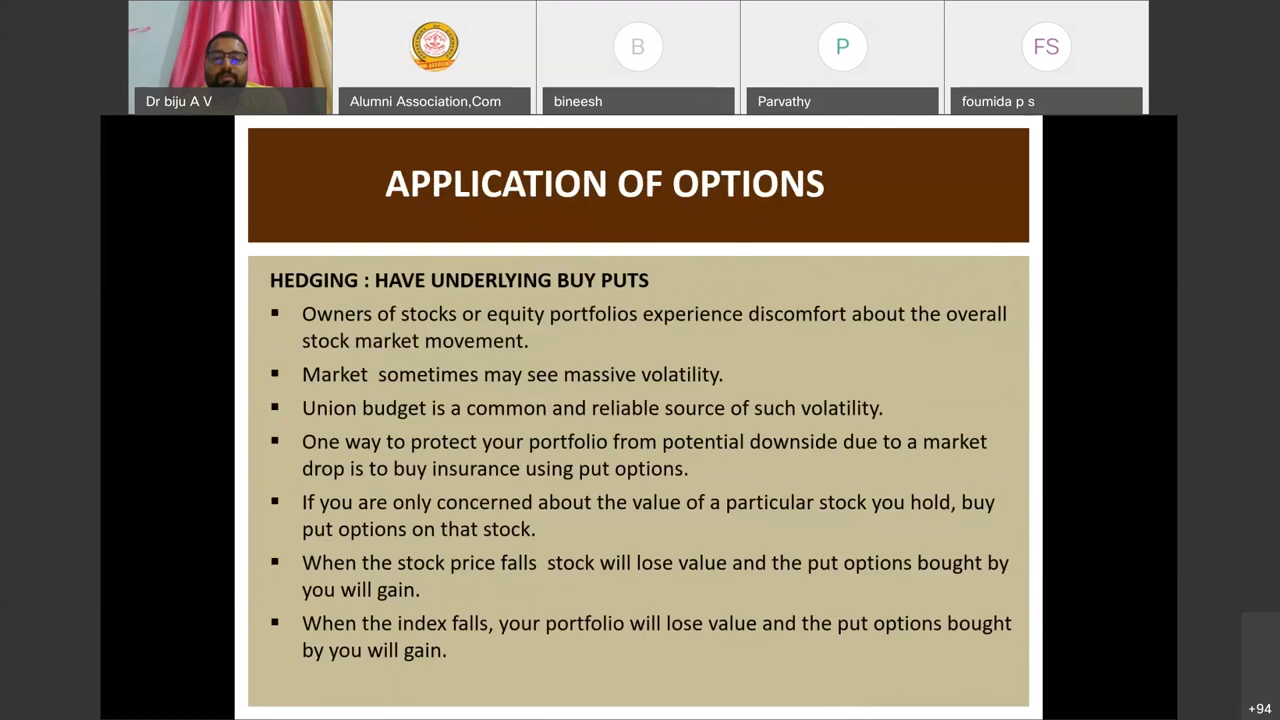 B
P
FS
Dr biju A V
Alumni Association,Com
bineesh
Parvathy
foumida p s
APPLICATION OF OPTIONS
HEDGING : HAVE UNDERLYING BUY PUTS
▪ Owners of stocks or equity portfolios experience discomfort about the overall
stock market movement.
▪ Market  sometimes may see massive volatility.
▪ Union budget is a common and reliable source of such volatility.
▪ One way to protect your portfolio from potential downside due to a market
drop is to buy insurance using put options.
▪ If you are only concerned about the value of a particular stock you hold, buy
put options on that stock.
▪ When the stock price falls  stock will lose value and the put options bought by
you will gain.
▪ When the index falls, your portfolio will lose value and the put options bought
by you will gain.
+94